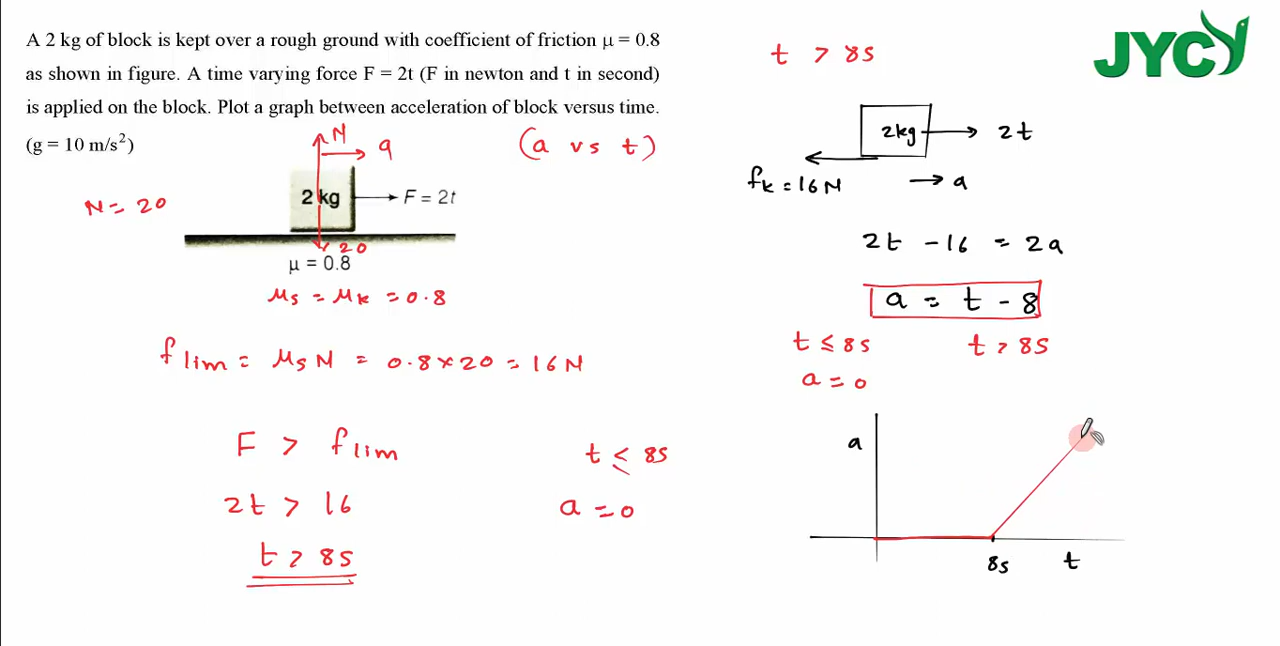 A 2 kg of block is kept over a rough ground with coefficient of friction μ = 0.8
as shown in figure. A time varying force F = 2t (F in newton and t in second)
is applied on the block. Plot a graph between acceleration of block versus time.
(g = 10 m/s²)
(a vs t)
N
a
N = 20
2 kg
F = 2t
20
μ = 0.8
μs = μk = 0.8
f lim = μs N = 0.8 × 20 = 16 N
F > f lim
2t > 16
t > 8s
t ≤ 8s
a = 0
JYCY
t > 8s
2kg
2t
fk = 16N
a
2t - 16 = 2a
a = t - 8
t ≤ 8s t > 8s
a = 0
a
8s t